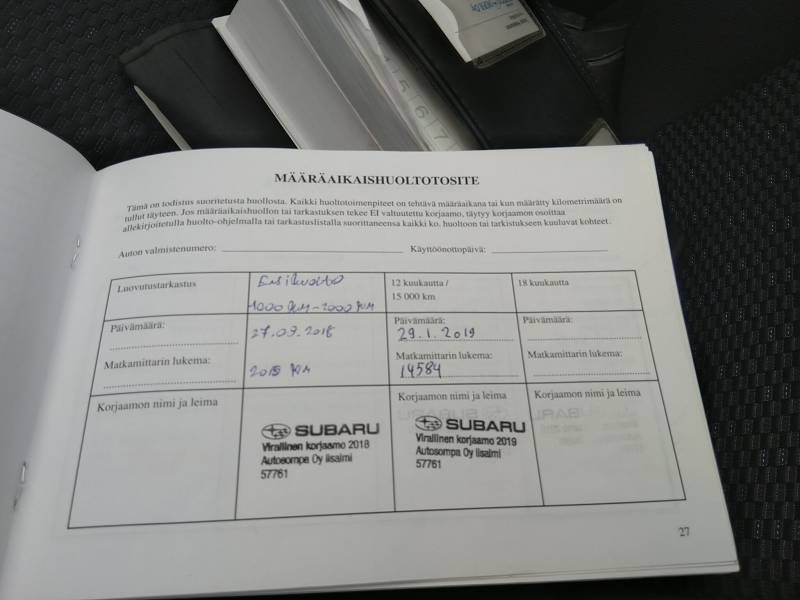 5
6
7
MÄÄRÄAIKAISHUOLTOTOSITE
Tämä on todistus suoritetusta huollosta. Kaikki huoltotoimenpiteet on tehtävä määräaikana tai kun määrätty kilometrimäärä on
tullut täyteen. Jos määräaikaishuollon tai tarkastuksen tekee EI valtuutettu korjaamo, täytyy korjaamon osoittaa
allekirjoitetulla huolto-ohjelmalla tai tarkastuslistalla suorittaneensa kaikki ko. huoltoon tai tarkistukseen kuuluvat kohteet.
Auton valmistenumero: Käyttöönottopäivä:
Luovutustarkastus
Ensihuolto
1000 KM-2000 KM
12 kuukautta /
15 000 km
18 kuukautta
Päivämäärä:
27.03.2018
Päivämäärä:
29.1.2019
Päivämäärä:
Matkamittarin lukema:
KM
Matkamittarin lukema:
14584
Matkamittarin lukema:
Korjaamon nimi ja leima
SUBARU
Virallinen korjaamo 2018
Autosompa Oy Iisalmi
57761
Korjaamon nimi ja leima
SUBARU
Virallinen korjaamo 2019
Autosompa Oy Iisalmi
57761
Korjaamon nimi ja leima
27